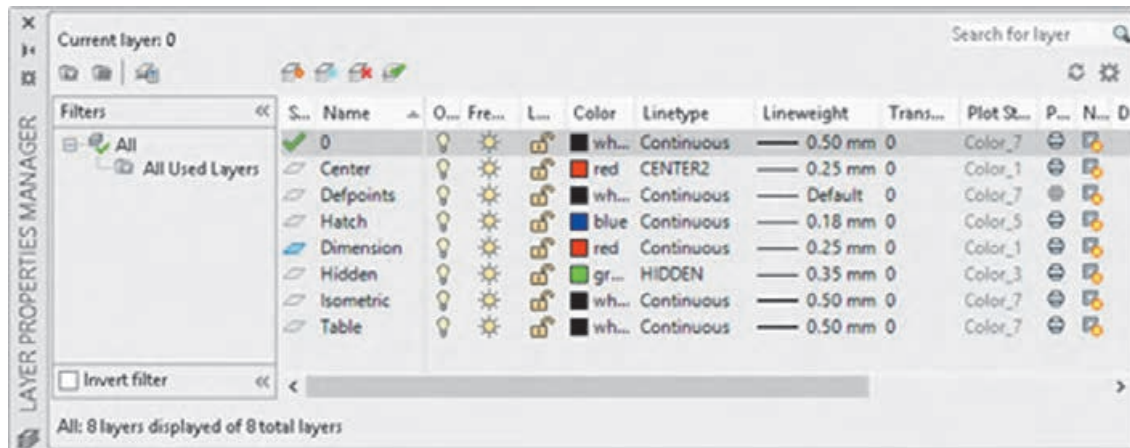 Current layer: 0
Search for layer
LAYER PROPERTIES MANAGER
Filters
All
All Used Layers
Invert filter
S... Name O... Fre... L... Color Linetype Lineweight Trans... Plot St... P... N... D
0 wh... Continuous 0.50 mm 0 Color_7
Center red CENTER2 0.25 mm 0 Color_1
Defpoints wh... Continuous Default 0 Color_7
Hatch blue Continuous 0.18 mm 0 Color_5
Dimension red Continuous 0.25 mm 0 Color_1
Hidden gr... HIDDEN 0.35 mm 0 Color_3
Isometric wh... Continuous 0.50 mm 0 Color_7
Table wh... Continuous 0.50 mm 0 Color_7
All: 8 layers displayed of 8 total layers